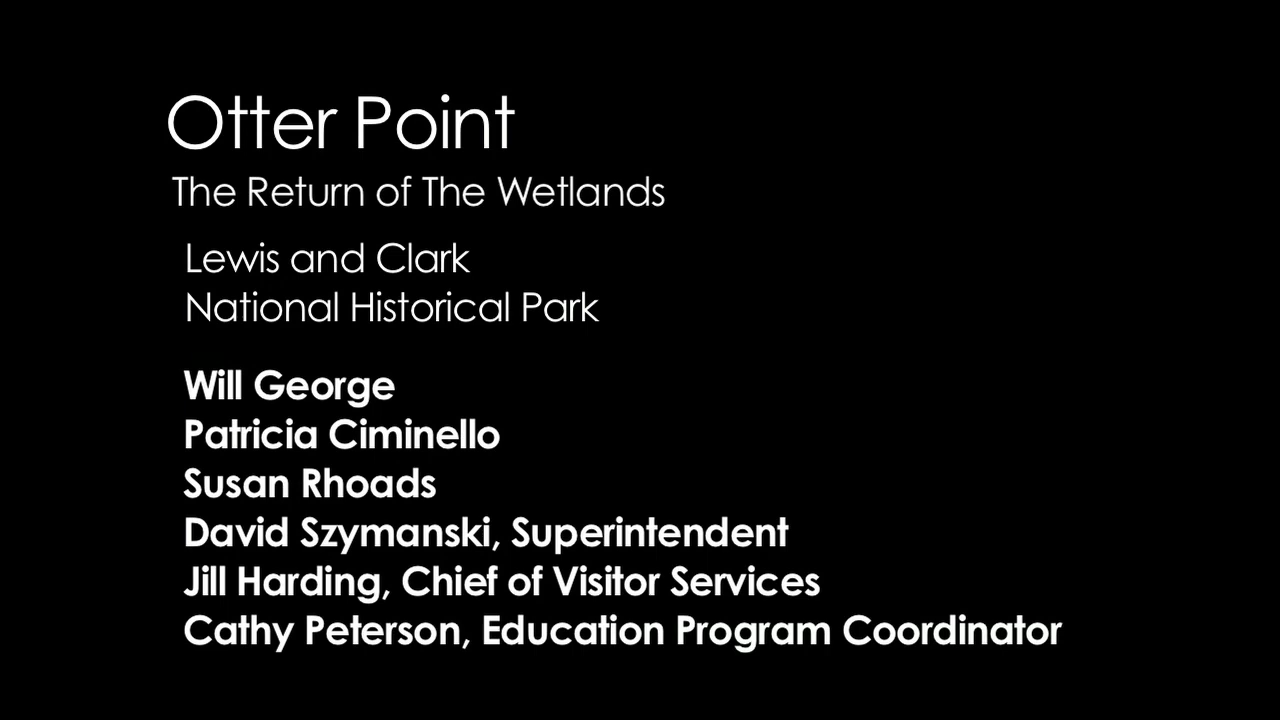 Otter Point
The Return of The Wetlands
Lewis and Clark
National Historical Park
Will George
Patricia Ciminello
Susan Rhoads
David Szymanski, Superintendent
Jill Harding, Chief of Visitor Services
Cathy Peterson, Education Program Coordinator